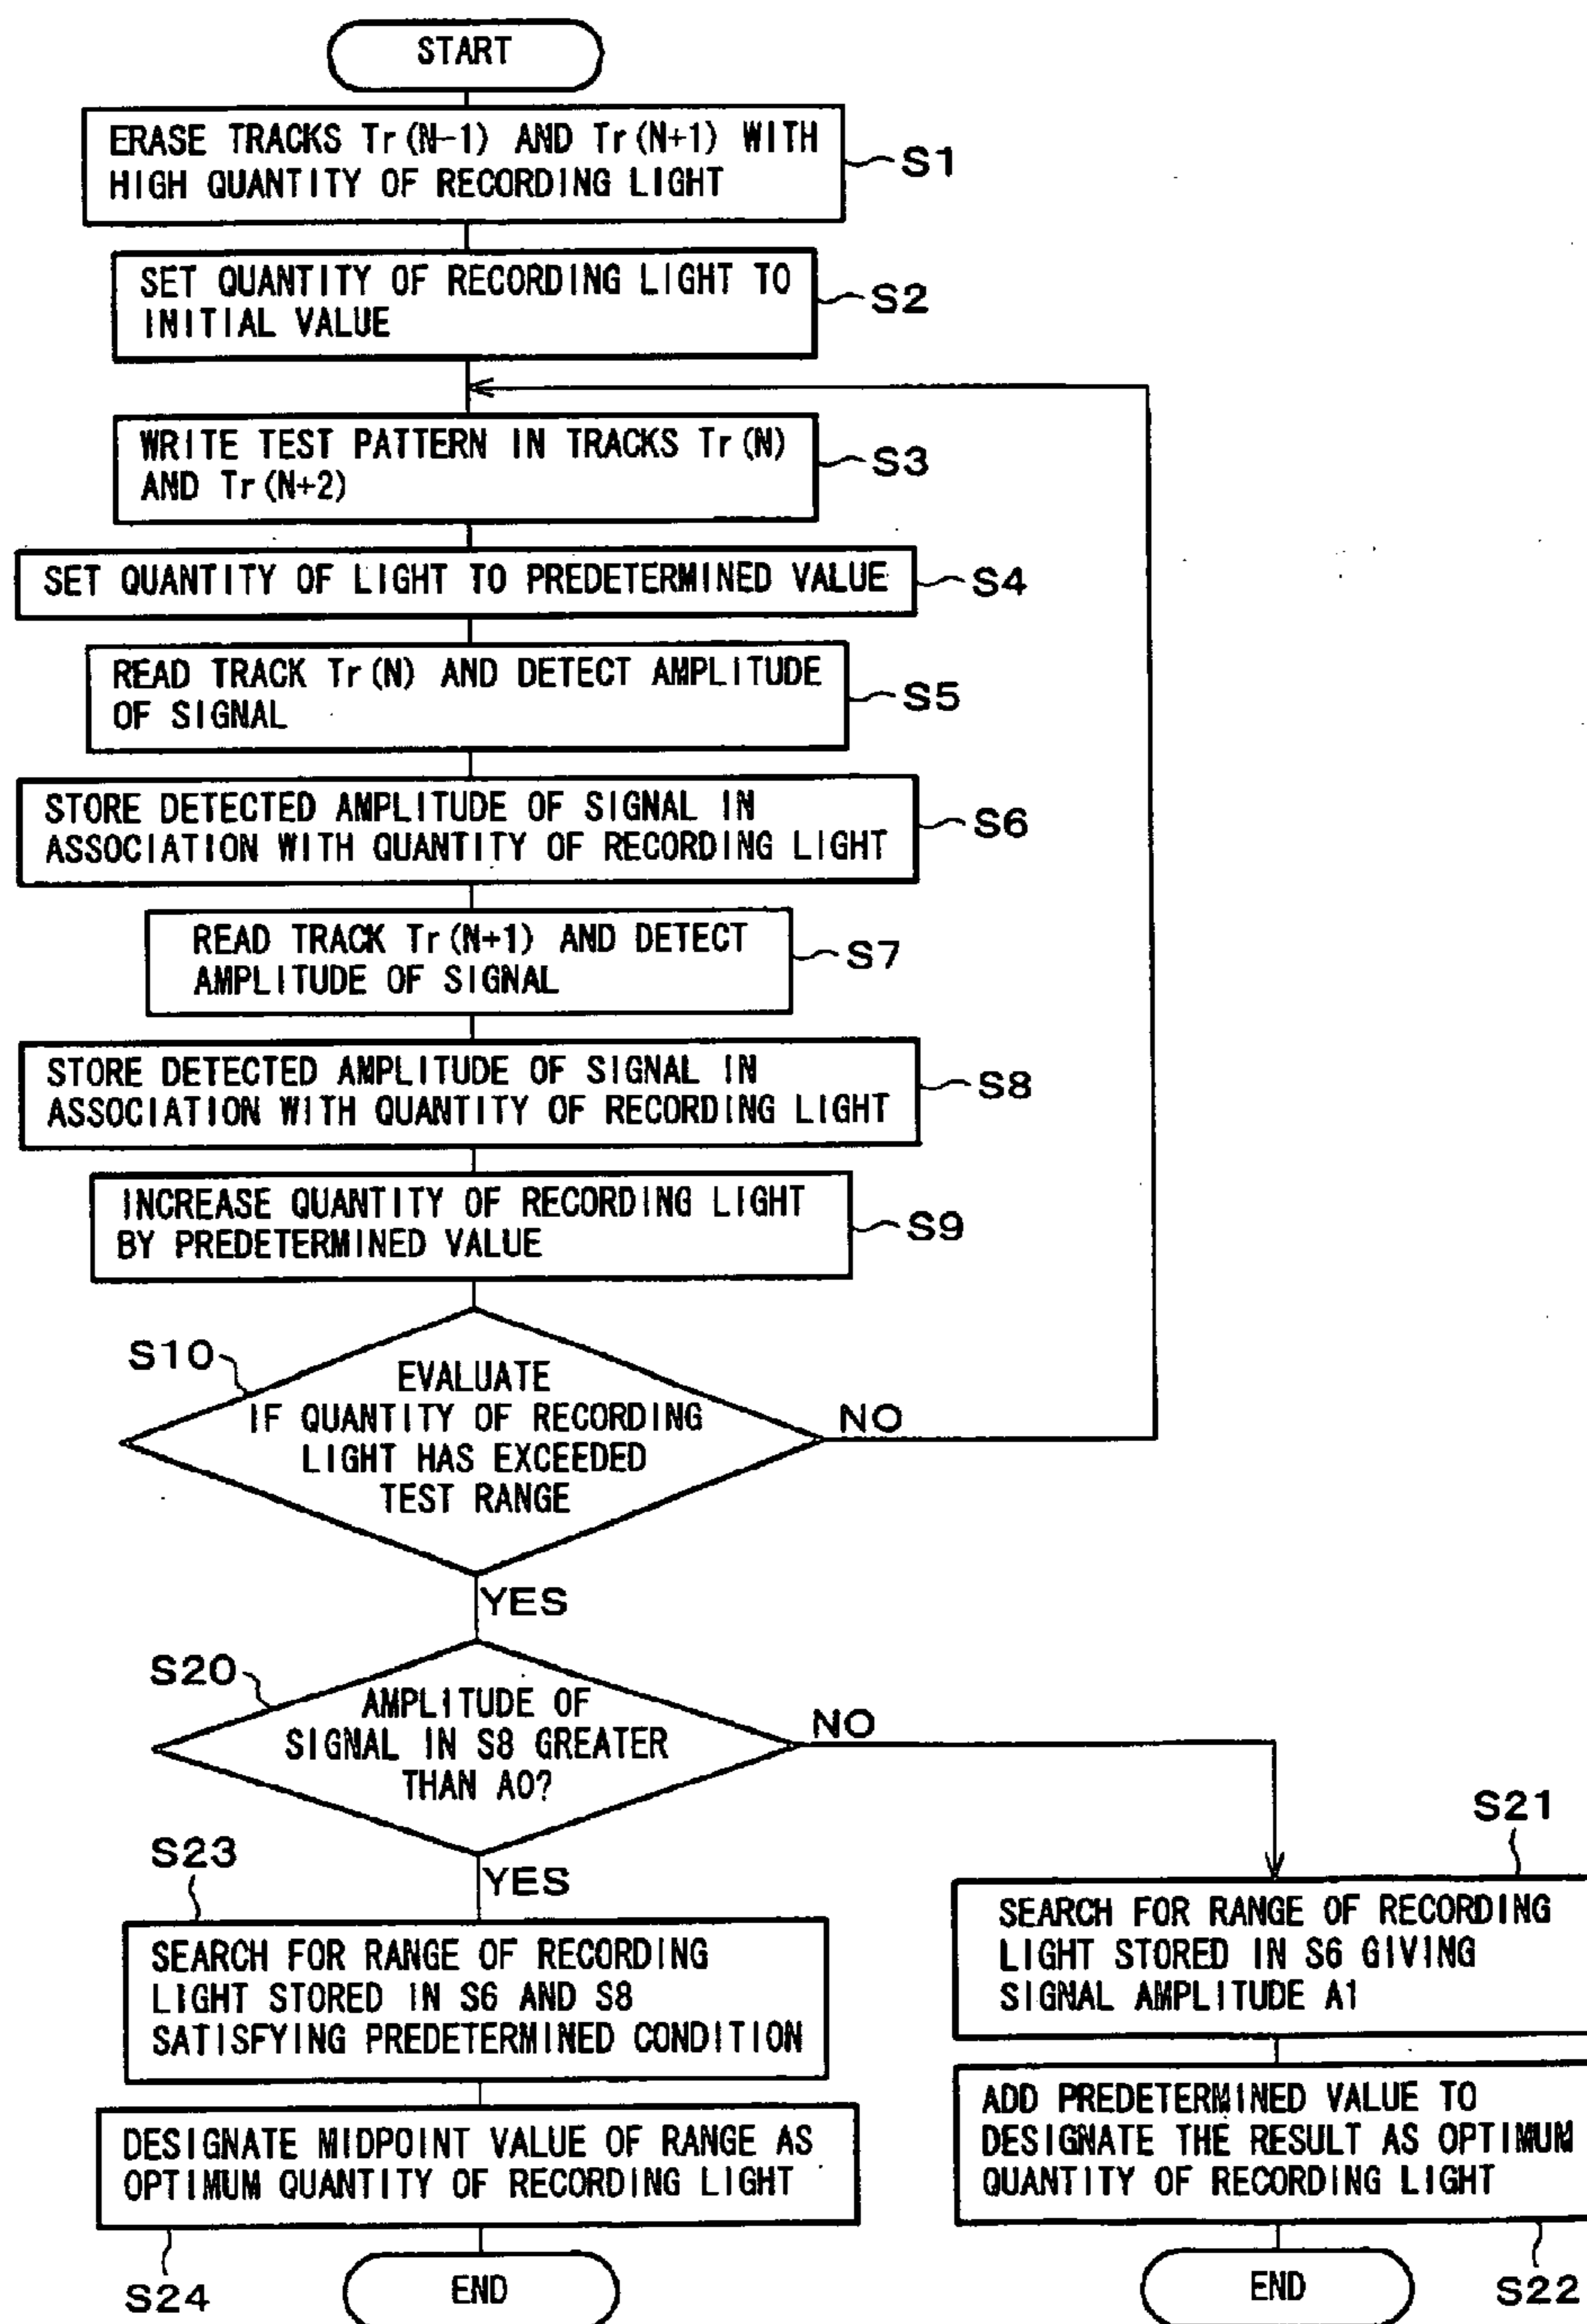 START
ERASE TRACKS Tr(N-1) AND Tr(N+1) WITH
HIGH QUANTITY OF RECORDING LIGHT
S1
SET QUANTITY OF RECORDING LIGHT TO
INITIAL VALUE
S2
WRITE TEST PATTERN IN TRACKS Tr(N)
AND Tr(N+2)
S3
SET QUANTITY OF LIGHT TO PREDETERMINED VALUE
S4
READ TRACK Tr(N) AND DETECT AMPLITUDE
OF SIGNAL
S5
STORE DETECTED AMPLITUDE OF SIGNAL IN
ASSOCIATION WITH QUANTITY OF RECORDING LIGHT
S6
READ TRACK Tr(N+1) AND DETECT
AMPLITUDE OF SIGNAL
S7
STORE DETECTED AMPLITUDE OF SIGNAL IN
ASSOCIATION WITH QUANTITY OF RECORDING LIGHT
S8
INCREASE QUANTITY OF RECORDING LIGHT
BY PREDETERMINED VALUE
S9
S10
EVALUATE
IF QUANTITY OF RECORDING
LIGHT HAS EXCEEDED
TEST RANGE
NO
YES
S20
AMPLITUDE OF
SIGNAL IN S8 GREATER
THAN A0?
NO
YES
S23
SEARCH FOR RANGE OF RECORDING
LIGHT STORED IN S6 AND S8
SATISFYING PREDETERMINED CONDITION
DESIGNATE MIDPOINT VALUE OF RANGE AS
OPTIMUM QUANTITY OF RECORDING LIGHT
S24
END
S21
SEARCH FOR RANGE OF RECORDING
LIGHT STORED IN S6 GIVING
SIGNAL AMPLITUDE A1
ADD PREDETERMINED VALUE TO
DESIGNATE THE RESULT AS OPTIMUM
QUANTITY OF RECORDING LIGHT
S22
END